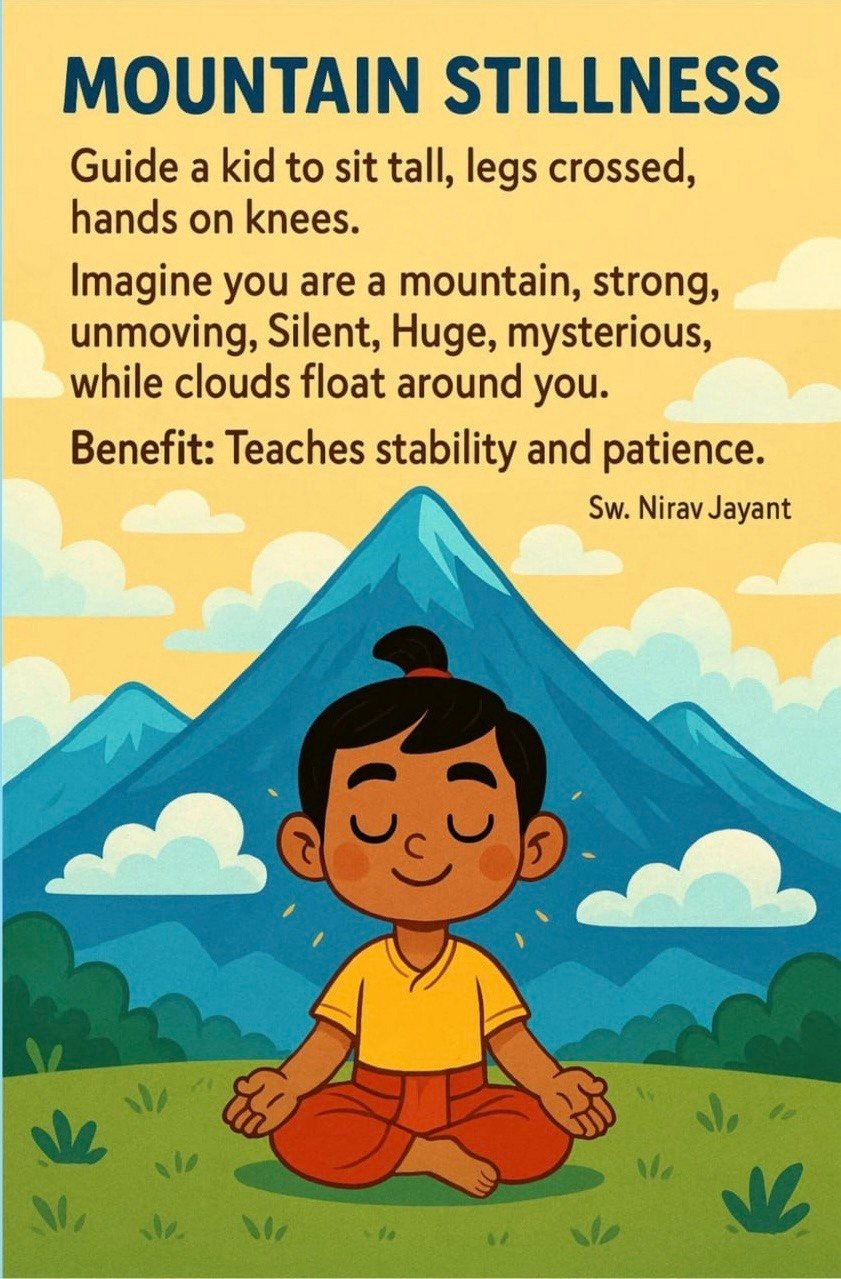 MOUNTAIN STILLNESS
Guide a kid to sit tall, legs crossed,
hands on knees.
Imagine you are a mountain, strong,
unmoving, Silent, Huge, mysterious,
while clouds float around you.
Benefit: Teaches stability and patience.
Sw. Nirav Jayant